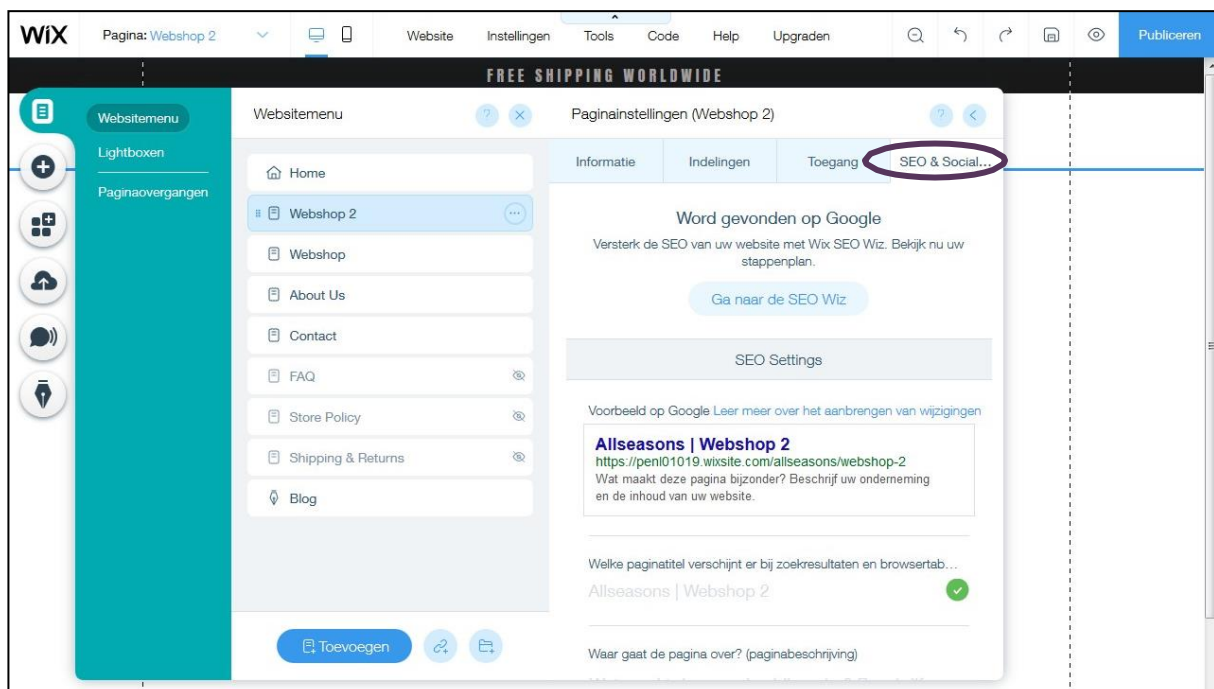 WiX
Pagina: Webshop 2
Website
Instellingen
Tools
Code
Help
Upgraden
Publiceren
FREE SHIPPING WORLDWIDE
Websitemenu
Lightboxen
Paginaovergangen
Websitemenu
?
Home
Webshop 2
Webshop
About Us
Contact
FAQ
Store Policy
Shipping & Returns
Blog
Toevoegen
Paginainstellingen (Webshop 2)
?
Informatie
Indelingen
Toegang
SEO & Social...
Word gevonden op Google
Versterk de SEO van uw website met Wix SEO Wiz. Bekijk nu uw
stappenplan.
Ga naar de SEO Wiz
SEO Settings
Voorbeeld op Google Leer meer over het aanbrengen van wijzigingen
Allseasons | Webshop 2
https://penl01019.wixsite.com/allseasons/webshop-2
Wat maakt deze pagina bijzonder? Beschrijf uw onderneming
en de inhoud van uw website.
Welke paginatitel verschijnt er bij zoekresultaten en browsertab...
Allseasons | Webshop 2
Waar gaat de pagina over? (paginabeschrijving)